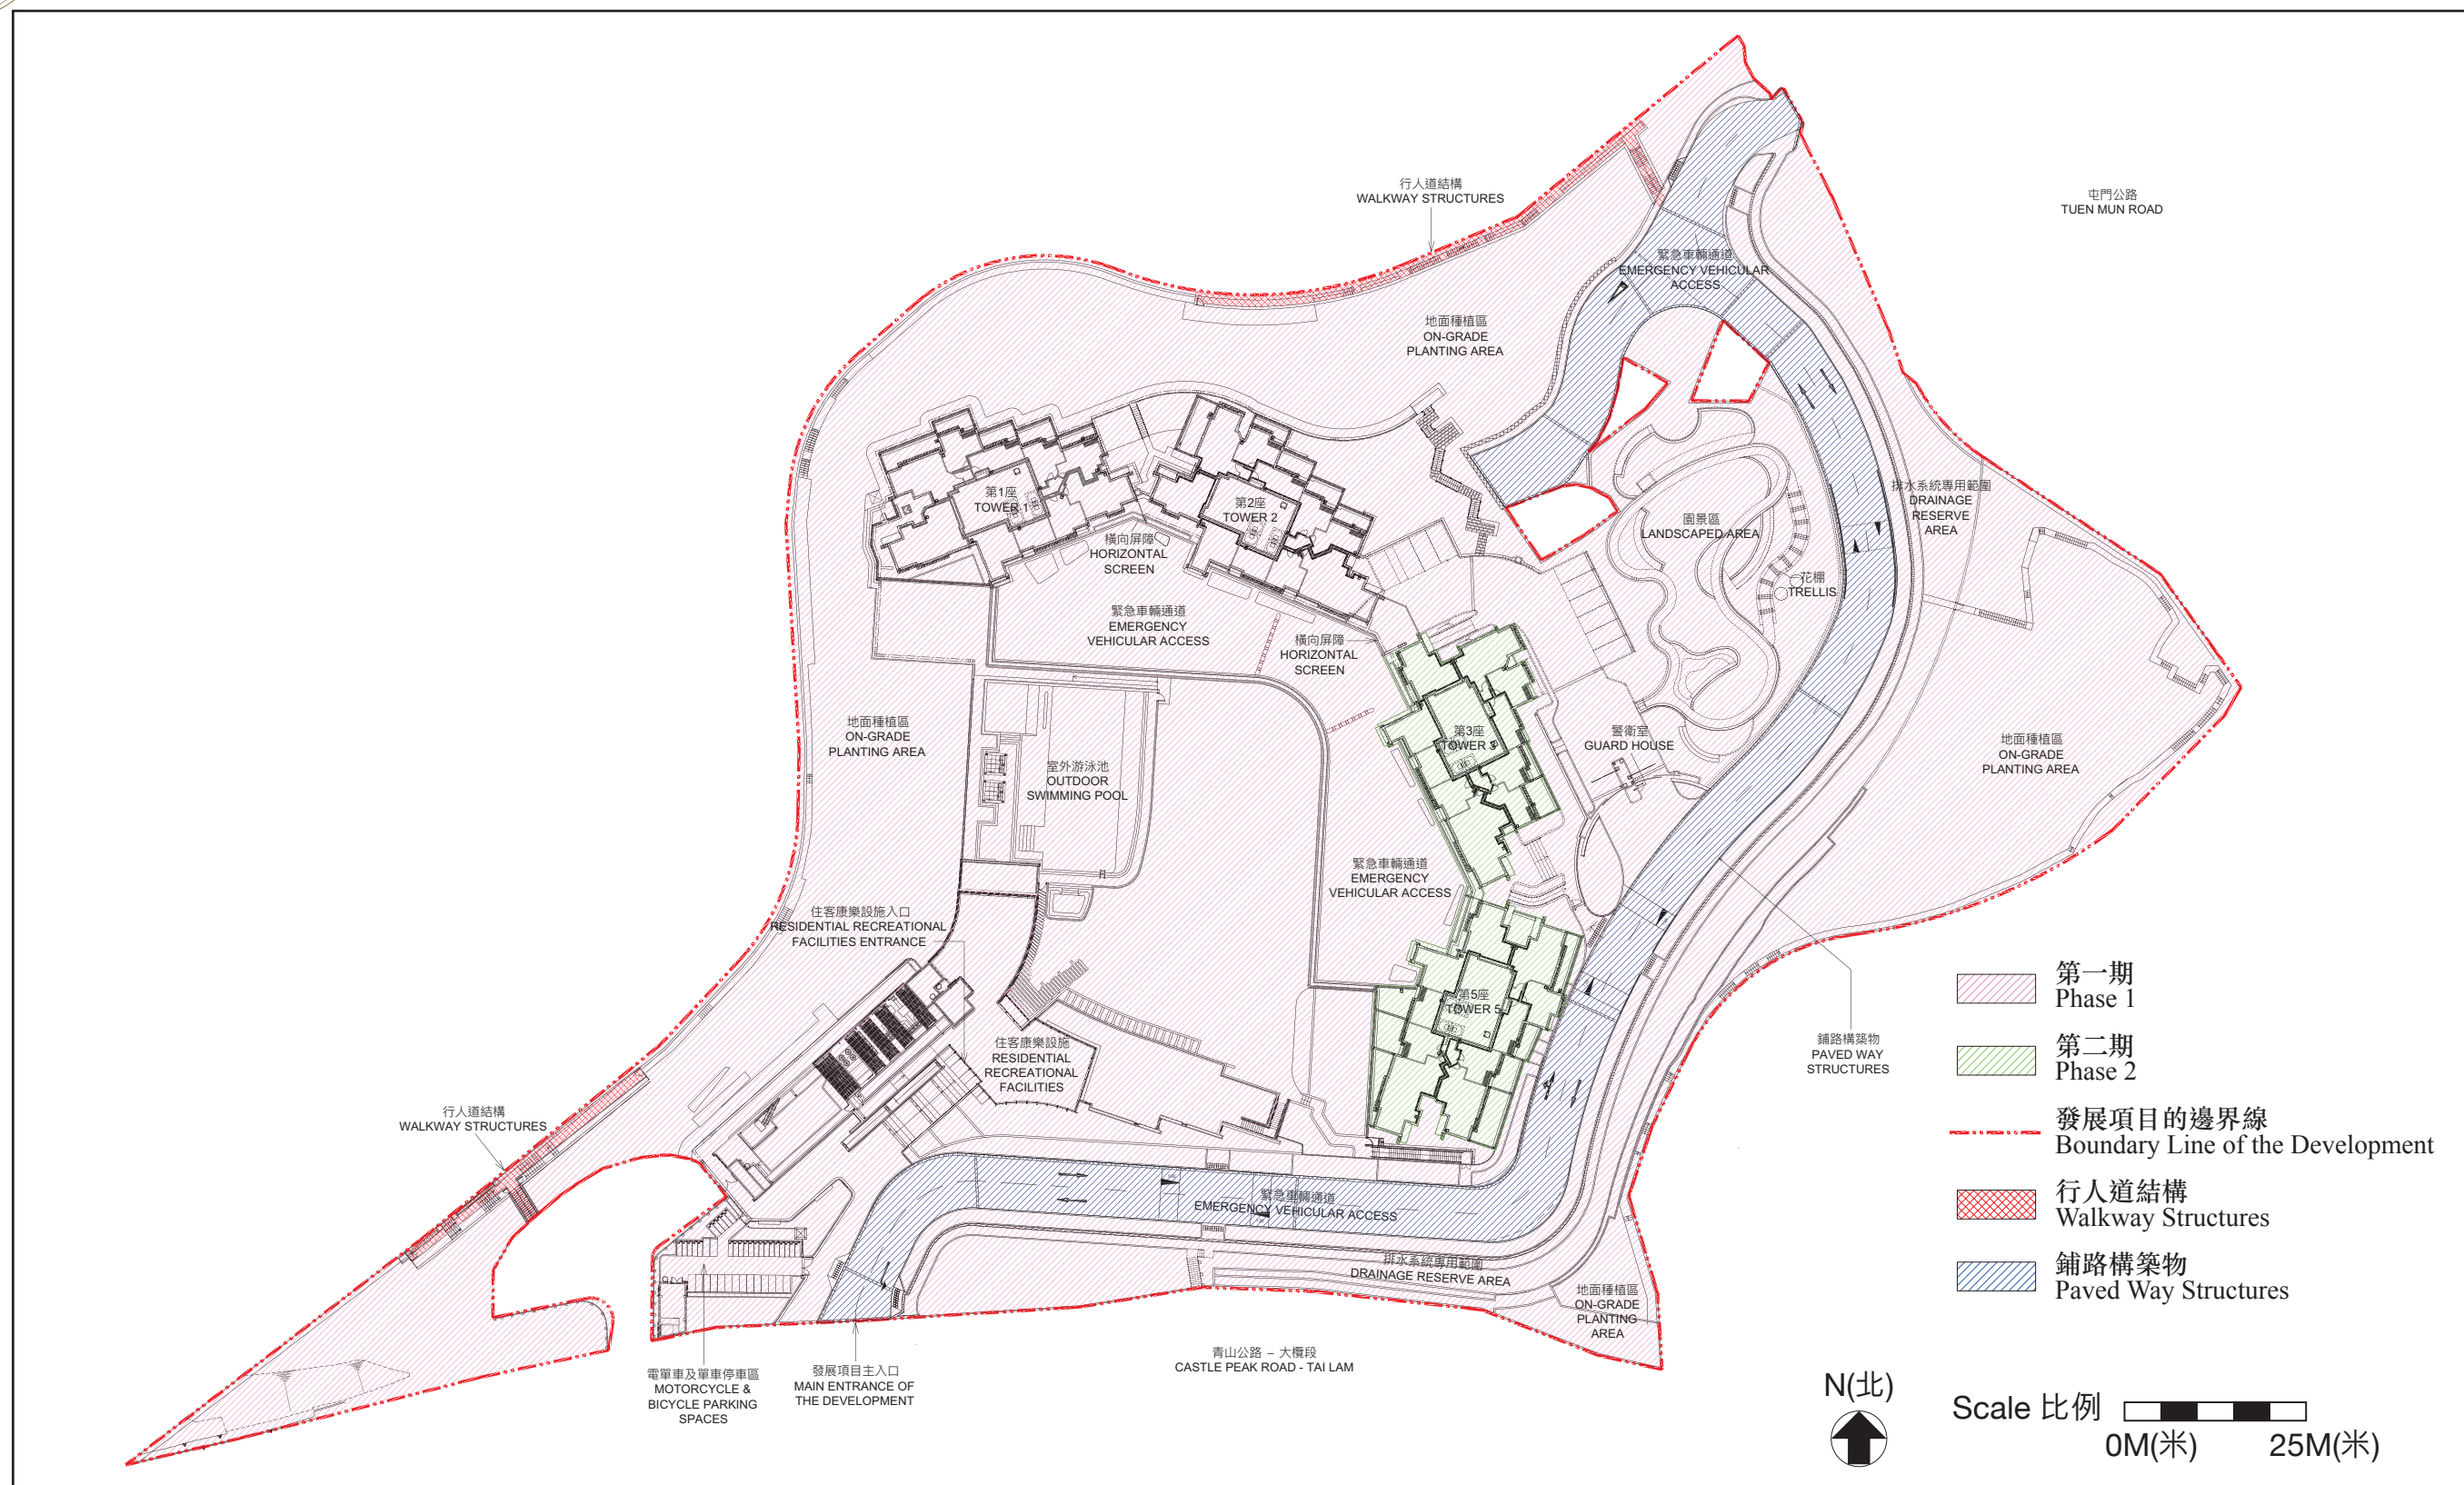 行人道結構
WALKWAY STRUCTURES
屯門公路
TUEN MUN ROAD
緊急車輛通道
EMERGENCY VEHICULAR
ACCESS
地面種植區
ON-GRADE
PLANTING AREA
第1座
TOWER 1
第2座
TOWER 2
橫向屏障
HORIZONTAL
SCREEN
排水系統專用範圍
DRAINAGE
RESERVE
AREA
園景區
LANDSCAPED AREA
花棚
TRELLIS
緊急車輛通道
EMERGENCY
VEHICULAR ACCESS
橫向屏障
HORIZONTAL
SCREEN
地面種植區
ON-GRADE
PLANTING AREA
第3座
TOWER 3
警衛室
GUARD HOUSE
地面種植區
ON-GRADE
PLANTING AREA
室外游泳池
OUTDOOR
SWIMMING POOL
緊急車輛通道
EMERGENCY
VEHICULAR ACCESS
住客康樂設施入口
RESIDENTIAL RECREATIONAL
FACILITIES ENTRANCE
第5座
TOWER 5
住客康樂設施
RESIDENTIAL
RECREATIONAL
FACILITIES
鋪路構築物
PAVED WAY
STRUCTURES
行人道結構
WALKWAY STRUCTURES
緊急車輛通道
EMERGENCY VEHICULAR ACCESS
排水系統專用範圍
DRAINAGE RESERVE AREA
地面種植區
ON-GRADE
PLANTING
AREA
電單車及單車停車區
MOTORCYCLE &
BICYCLE PARKING
SPACES
發展項目主入口
MAIN ENTRANCE OF
THE DEVELOPMENT
青山公路 – 大欖段
CASTLE PEAK ROAD - TAI LAM
第一期
Phase 1
第二期
Phase 2
發展項目的邊界線
Boundary Line of the Development
行人道結構
Walkway Structures
鋪路構築物
Paved Way Structures
N(北)
Scale 比例
0M(米) 25M(米)